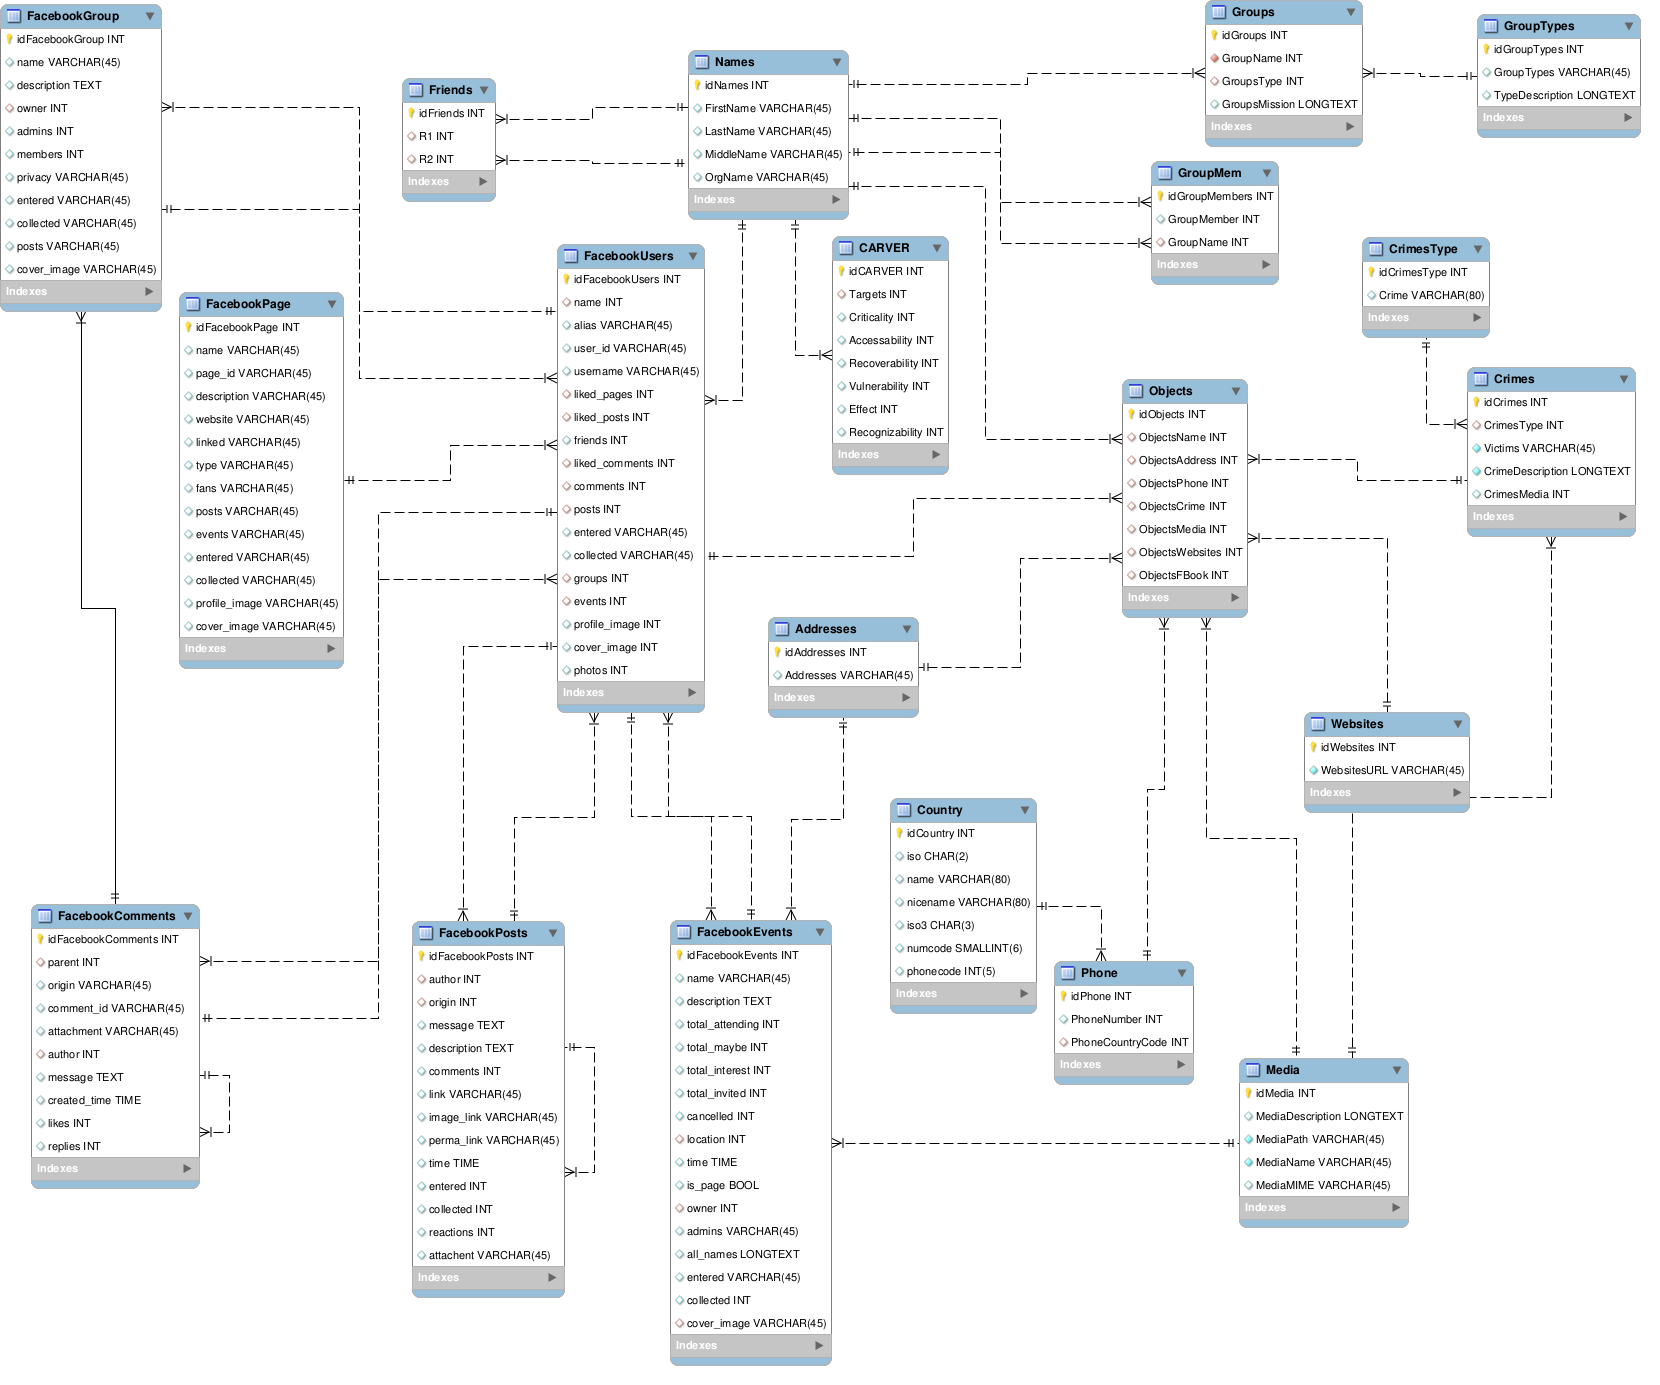 FacebookGroup
idFacebookGroup INT
name VARCHAR(45)
description TEXT
owner INT
admins INT
members INT
privacy VARCHAR(45)
entered VARCHAR(45)
collected VARCHAR(45)
posts VARCHAR(45)
cover_image VARCHAR(45)
Indexes
Friends
idFriends INT
R1 INT
R2 INT
Indexes
Names
idNames INT
FirstName VARCHAR(45)
LastName VARCHAR(45)
MiddleName VARCHAR(45)
OrgName VARCHAR(45)
Indexes
Groups
idGroups INT
GroupName INT
GroupsType INT
GroupsMission LONGTEXT
Indexes
GroupTypes
idGroupTypes INT
GroupTypes VARCHAR(45)
TypeDescription LONGTEXT
Indexes
GroupMem
idGroupMembers INT
GroupMember INT
GroupName INT
Indexes
FacebookPage
idFacebookPage INT
name VARCHAR(45)
page_id VARCHAR(45)
description VARCHAR(45)
website VARCHAR(45)
linked VARCHAR(45)
type VARCHAR(45)
fans VARCHAR(45)
posts VARCHAR(45)
events VARCHAR(45)
entered VARCHAR(45)
collected VARCHAR(45)
profile_image VARCHAR(45)
cover_image VARCHAR(45)
Indexes
FacebookUsers
idFacebookUsers INT
name INT
alias VARCHAR(45)
user_id VARCHAR(45)
username VARCHAR(45)
liked_pages INT
liked_posts INT
friends INT
liked_comments INT
comments INT
posts INT
entered VARCHAR(45)
collected VARCHAR(45)
groups INT
events INT
profile_image INT
cover_image INT
photos INT
Indexes
CARVER
idCARVER INT
Targets INT
Criticality INT
Accessability INT
Recoverability INT
Vulnerability INT
Effect INT
Recognizability INT
Indexes
CrimesType
idCrimesType INT
Crime VARCHAR(80)
Indexes
Objects
idObjects INT
ObjectsName INT
ObjectsAddress INT
ObjectsPhone INT
ObjectsCrime INT
ObjectsMedia INT
ObjectsWebsites INT
ObjectsFBook INT
Indexes
Crimes
idCrimes INT
CrimesType INT
Victims VARCHAR(45)
CrimeDescription LONGTEXT
CrimesMedia INT
Indexes
Addresses
idAddresses INT
Addresses VARCHAR(45)
Indexes
Websites
idWebsites INT
WebsitesURL VARCHAR(45)
Indexes
Country
idCountry INT
iso CHAR(2)
name VARCHAR(80)
nicename VARCHAR(80)
iso3 CHAR(3)
numcode SMALLINT(6)
phonecode INT(5)
Indexes
FacebookComments
idFacebookComments INT
parent INT
origin VARCHAR(45)
comment_id VARCHAR(45)
attachment VARCHAR(45)
author INT
message TEXT
created_time TIME
likes INT
replies INT
Indexes
FacebookPosts
idFacebookPosts INT
author INT
origin INT
message TEXT
description TEXT
comments INT
link VARCHAR(45)
image_link VARCHAR(45)
perma_link VARCHAR(45)
time TIME
entered INT
collected INT
reactions INT
attachent VARCHAR(45)
Indexes
FacebookEvents
idFacebookEvents INT
name VARCHAR(45)
description TEXT
total_attending INT
total_maybe INT
total_interest INT
total_invited INT
cancelled INT
location INT
time TIME
is_page BOOL
owner INT
admins VARCHAR(45)
all_names LONGTEXT
entered VARCHAR(45)
collected INT
cover_image VARCHAR(45)
Indexes
Phone
idPhone INT
PhoneNumber INT
PhoneCountryCode INT
Indexes
Media
idMedia INT
MediaDescription LONGTEXT
MediaPath VARCHAR(45)
MediaName VARCHAR(45)
MediaMIME VARCHAR(45)
Indexes